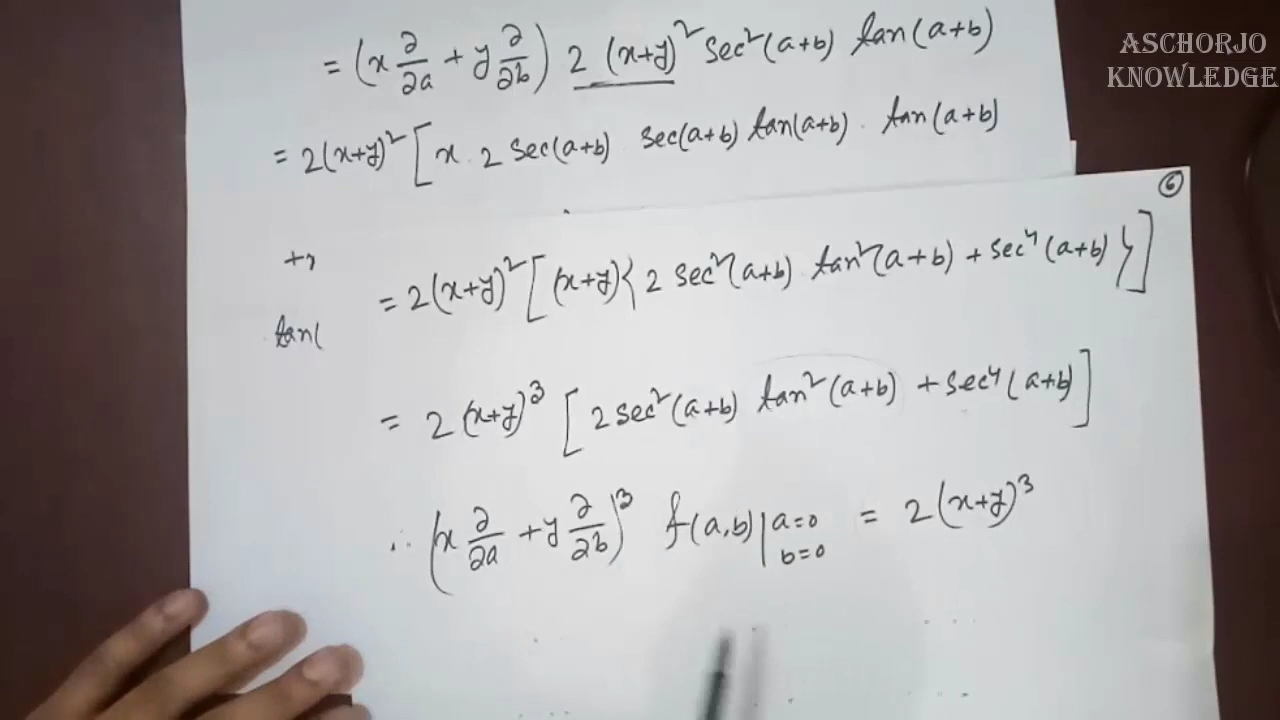 = (x ∂/∂a + y ∂/∂b) 2 (x+y)² sec²(a+b) tan(a+b)
ASCHORJO
KNOWLEDGE
= 2(x+y)² [ x · 2 sec(a+b) sec(a+b) tan(a+b) · tan(a+b)
6
+y
= 2(x+y)² [ (x+y) { 2 sec²(a+b) tan²(a+b) + sec⁴(a+b) } ]
tan(
= 2 (x+y)³ [ 2 sec²(a+b) tan²(a+b) + sec⁴(a+b) ]
∴ (x ∂/∂a + y ∂/∂b)³ f(a,b)| a=0 b=0 = 2(x+y)³